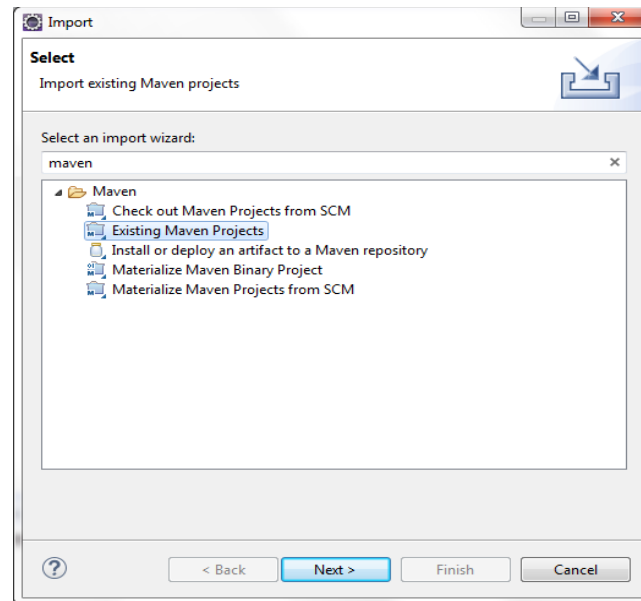 Import
Select
Import existing Maven projects
Select an import wizard:
maven
Maven
Check out Maven Projects from SCM
Existing Maven Projects
Install or deploy an artifact to a Maven repository
Materialize Maven Binary Project
Materialize Maven Projects from SCM
< Back Next > Finish Cancel